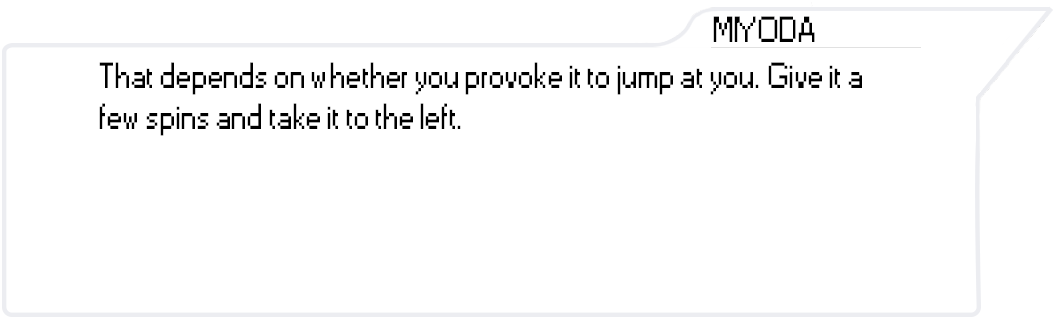 MIYODA
That depends on whether you provoke it to jump at you. Give it a
few spins and take it to the left.